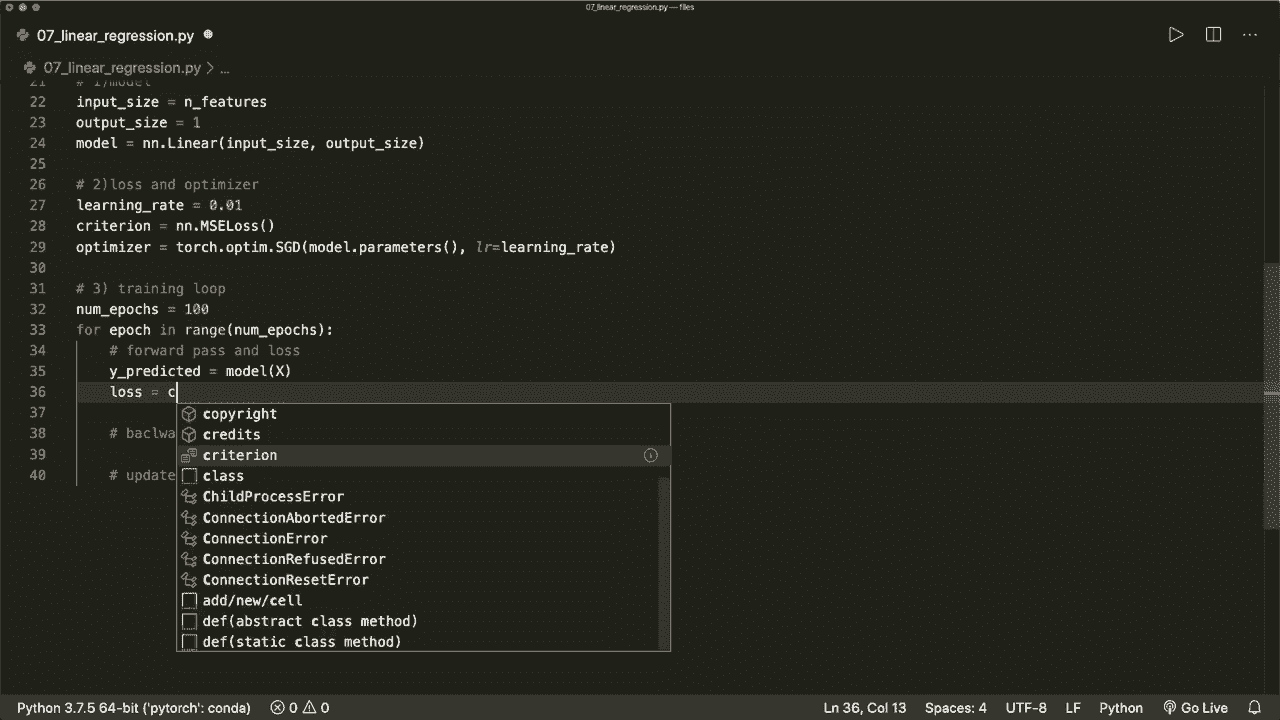 07_linear_regression.py — files
07_linear_regression.py
07_linear_regression.py > ...
21 # 1)model
22 input_size = n_features
23 output_size = 1
24 model = nn.Linear(input_size, output_size)
25
26 # 2)loss and optimizer
27 learning_rate = 0.01
28 criterion = nn.MSELoss()
29 optimizer = torch.optim.SGD(model.parameters(), lr=learning_rate)
30
31 # 3) training loop
32 num_epochs = 100
33 for epoch in range(num_epochs):
34 # forward pass and loss
35 y_predicted = model(X)
36 loss = c
37
copyright
38 # baclwa
credits
39
criterion
class
40 # update
ChildProcessError
ConnectionAbortedError
ConnectionError
ConnectionRefusedError
ConnectionResetError
add/new/cell
def(abstract class method)
def(static class method)
Python 3.7.5 64-bit ('pytorch': conda) 0 0 Ln 36, Col 13 Spaces: 4 UTF-8 LF Python Go Live